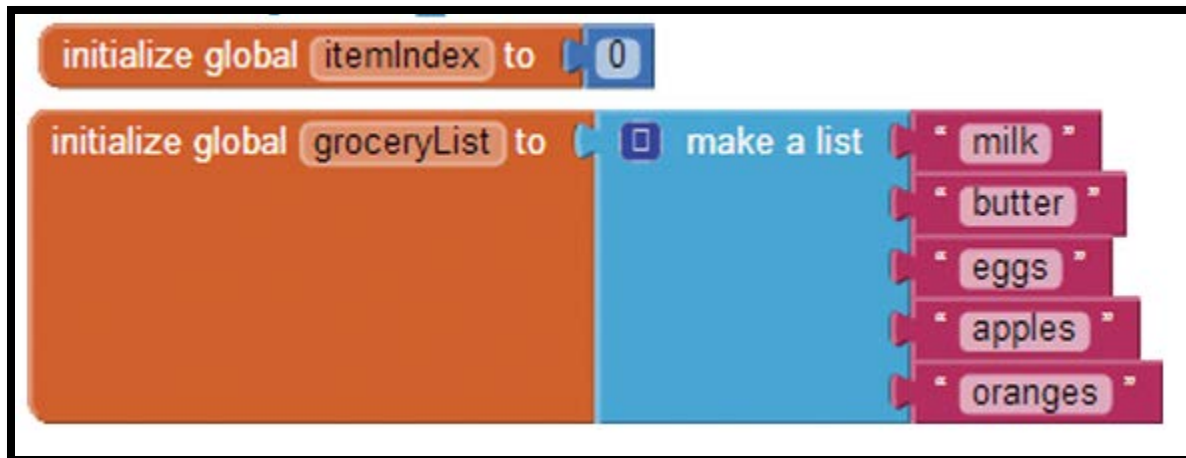 initialize global itemIndex to 0
initialize global groceryList to make a list " milk "
" butter "
" eggs "
" apples "
" oranges "